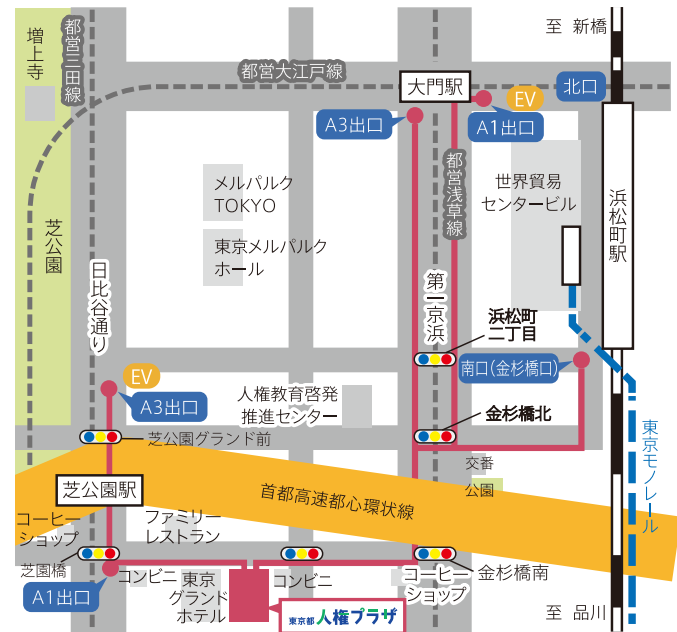 至 新橋
増上寺
都営三田線
都営大江戸線
大門駅
EV
北口
A3出口
A1出口
都営浅草線
世界貿易
センタービル
浜松町駅
メルパルク
TOKYO
東京メルパルク
ホール
芝公園
日比谷通り
第一京浜
浜松町
二丁目
南口(金杉橋口)
EV
A3出口
人権教育啓発
推進センター
金杉橋北
芝公園グランド前
東京モノレール
交番
公園
芝公園駅
首都高速都心環状線
コーヒー
ショップ
ファミリー
レストラン
芝園橋
A1出口
コンビニ
東京
グランド
ホテル
コンビニ
コーヒー
ショップ
金杉橋南
東京都 人権プラザ
至 品川